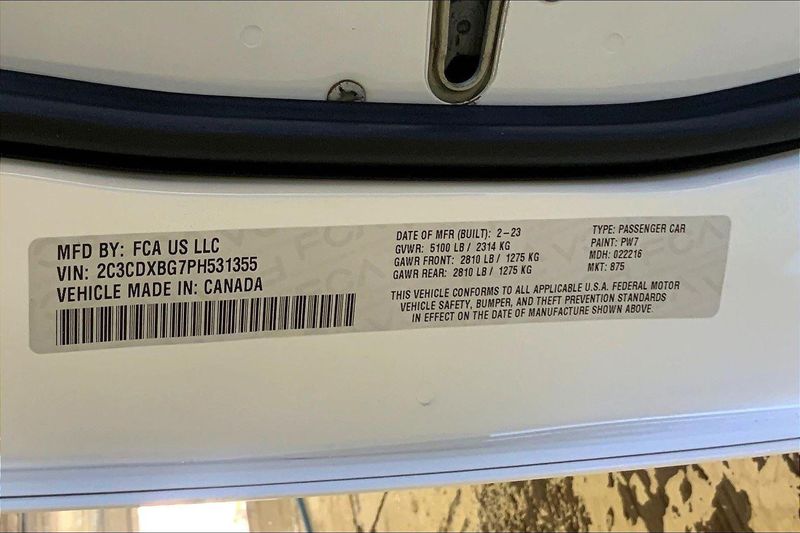 MFD BY: FCA US LLC
VIN: 2C3CDXBG7PH531355
VEHICLE MADE IN: CANADA
DATE OF MFR (BUILT): 2-23
GVWR: 5100 LB / 2314 KG
GAWR FRONT: 2810 LB / 1275 KG
GAWR REAR: 2810 LB / 1275 KG
TYPE: PASSENGER CAR
PAINT: PW7
MDH: 022216
MKT: 875
THIS VEHICLE CONFORMS TO ALL APPLICABLE U.S.A. FEDERAL MOTOR
VEHICLE SAFETY, BUMPER, AND THEFT PREVENTION STANDARDS
IN EFFECT ON THE DATE OF MANUFACTURE SHOWN ABOVE.